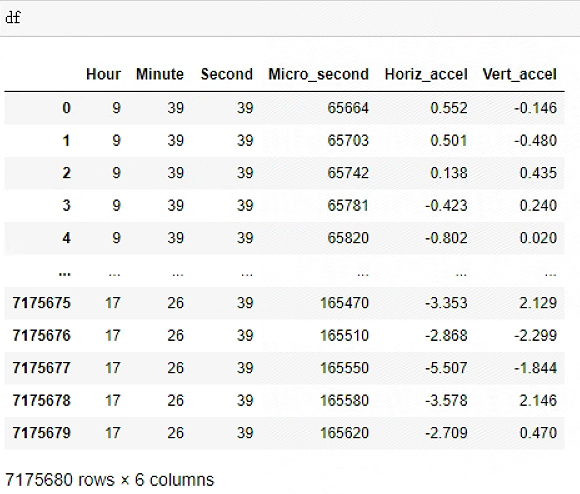 df
Hour Minute Second Micro_second Horiz_accel Vert_accel
0 9 39 39 65664 0.552 -0.146
1 9 39 39 65703 0.501 -0.480
2 9 39 39 65742 0.138 0.435
3 9 39 39 65781 -0.423 0.240
4 9 39 39 65820 -0.802 0.020
... ... ... ... ... ... ...
7175675 17 26 39 165470 -3.353 2.129
7175676 17 26 39 165510 -2.868 -2.299
7175677 17 26 39 165550 -5.507 -1.844
7175678 17 26 39 165580 -3.578 2.146
7175679 17 26 39 165620 -2.709 0.470
7175680 rows × 6 columns